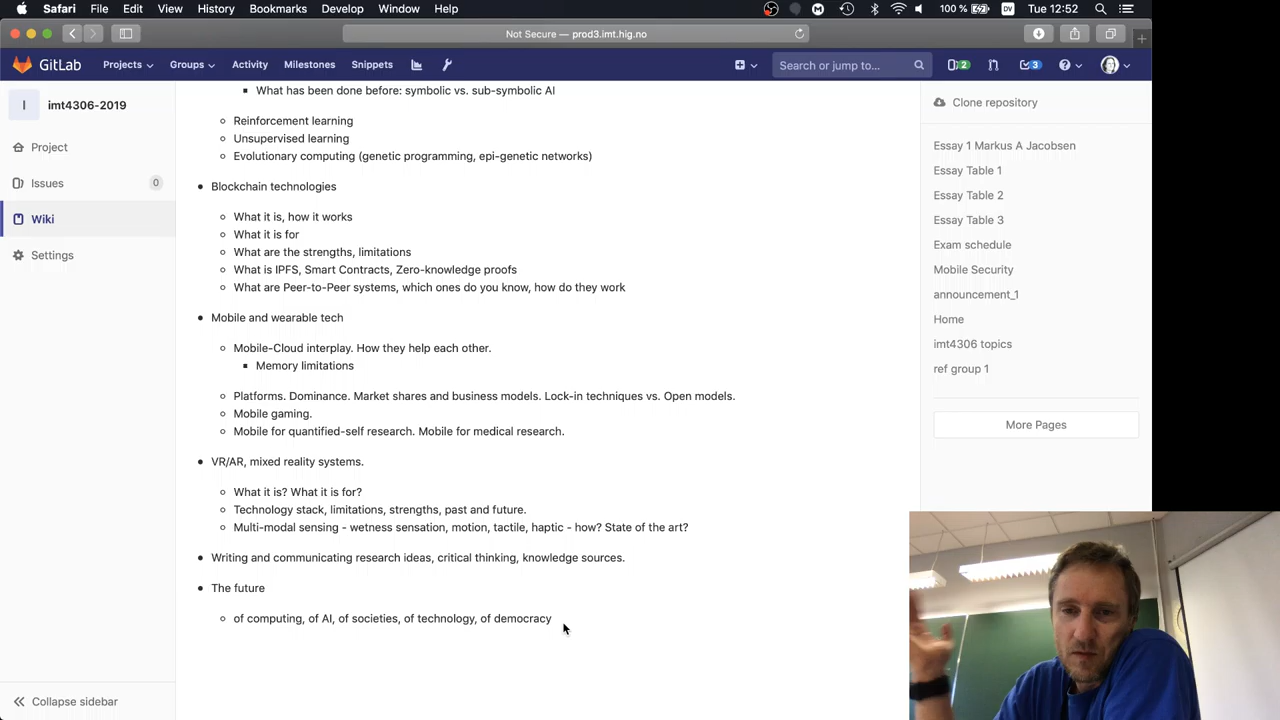 Safari File Edit View History Bookmarks Develop Window Help 100 % DV Tue 12:52
Not Secure — prod3.imt.hig.no
GitLab Projects Groups Activity Milestones Snippets Search or jump to... 2 3
I imt4306-2019
Project
Issues 0
Wiki
Settings
Collapse sidebar
▪ What has been done before: symbolic vs. sub-symbolic AI
○ Reinforcement learning
○ Unsupervised learning
○ Evolutionary computing (genetic programming, epi-genetic networks)
• Blockchain technologies
○ What it is, how it works
○ What it is for
○ What are the strengths, limitations
○ What is IPFS, Smart Contracts, Zero-knowledge proofs
○ What are Peer-to-Peer systems, which ones do you know, how do they work
• Mobile and wearable tech
○ Mobile-Cloud interplay. How they help each other.
▪ Memory limitations
○ Platforms. Dominance. Market shares and business models. Lock-in techniques vs. Open models.
○ Mobile gaming.
○ Mobile for quantified-self research. Mobile for medical research.
• VR/AR, mixed reality systems.
○ What it is? What it is for?
○ Technology stack, limitations, strengths, past and future.
○ Multi-modal sensing - wetness sensation, motion, tactile, haptic - how? State of the art?
• Writing and communicating research ideas, critical thinking, knowledge sources.
• The future
○ of computing, of AI, of societies, of technology, of democracy
Clone repository
Essay 1 Markus A Jacobsen
Essay Table 1
Essay Table 2
Essay Table 3
Exam schedule
Mobile Security
announcement_1
Home
imt4306 topics
ref group 1
More Pages